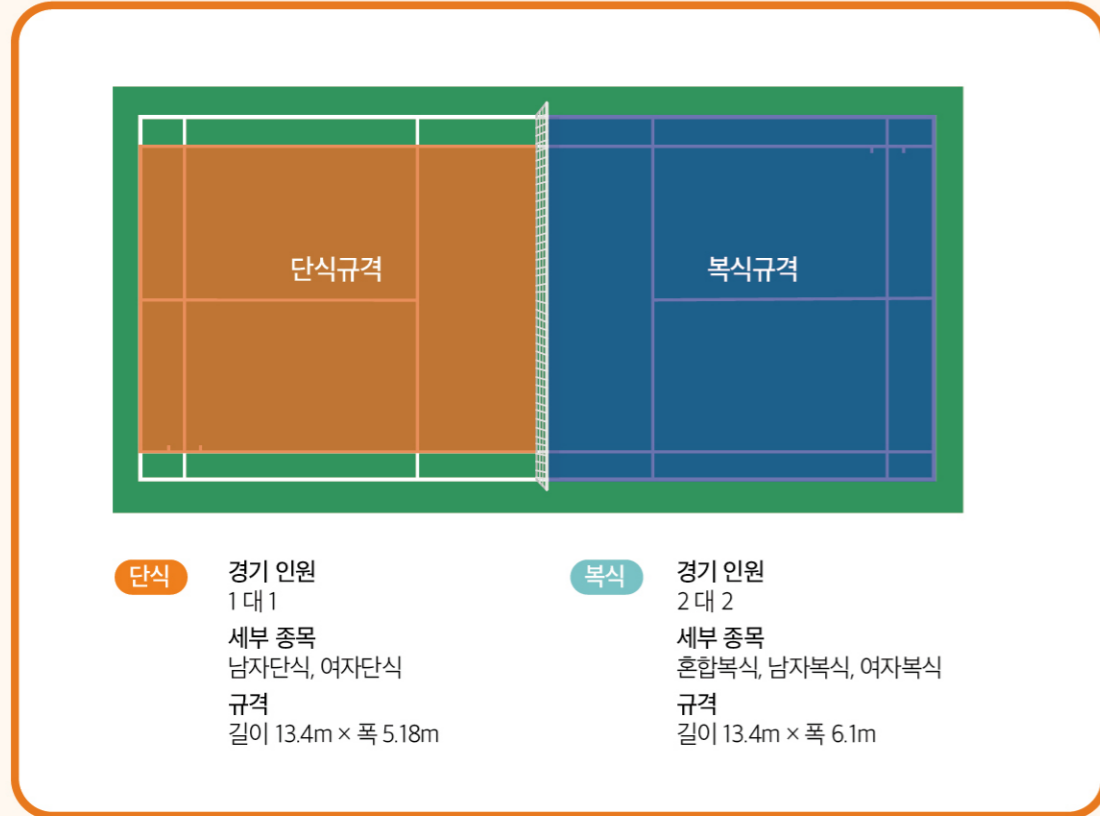 단식규격
복식규격
단식
경기 인원
1 대 1
세부 종목
남자단식, 여자단식
규격
길이 13.4m × 폭 5.18m
복식
경기 인원
2 대 2
세부 종목
혼합복식, 남자복식, 여자복식
규격
길이 13.4m × 폭 6.1m